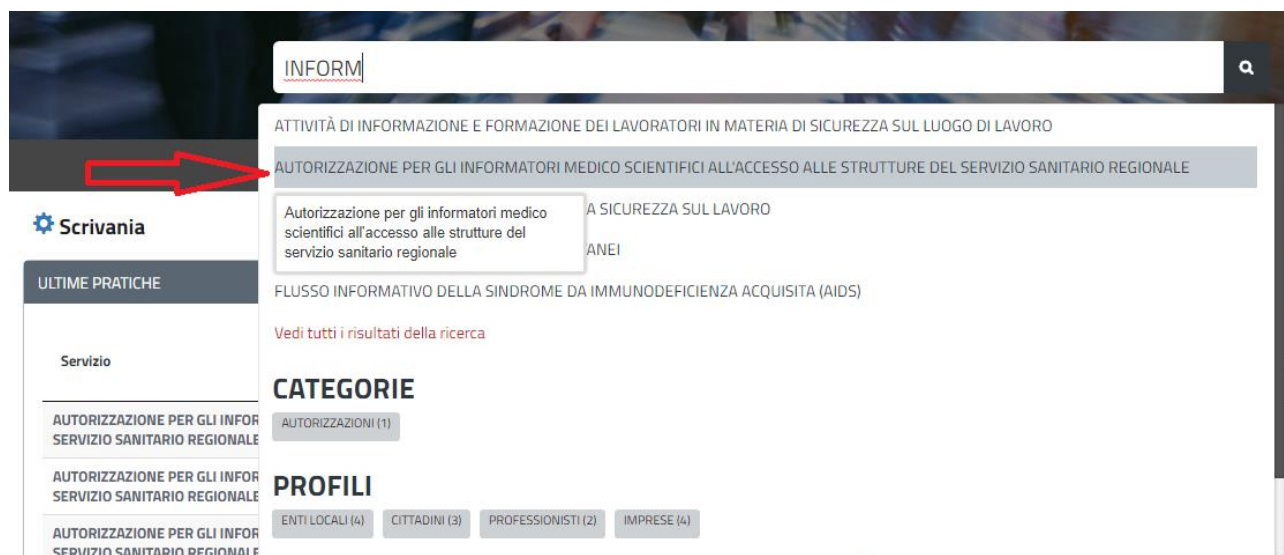 INFORM
ATTIVITÀ DI INFORMAZIONE E FORMAZIONE DEI LAVORATORI IN MATERIA DI SICUREZZA SUL LUOGO DI LAVORO
AUTORIZZAZIONE PER GLI INFORMATORI MEDICO SCIENTIFICI ALL'ACCESSO ALLE STRUTTURE DEL SERVIZIO SANITARIO REGIONALE
Autorizzazione per gli informatori medico
scientifici all'accesso alle strutture del
servizio sanitario regionale
A SICUREZZA SUL LAVORO
TANEI
FLUSSO INFORMATIVO DELLA SINDROME DA IMMUNODEFICIENZA ACQUISITA (AIDS)
Vedi tutti i risultati della ricerca
CATEGORIE
AUTORIZZAZIONI (1)
PROFILI
ENTI LOCALI (4) CITTADINI (3) PROFESSIONISTI (2) IMPRESE (4)
Scrivania
ULTIME PRATICHE
Servizio
AUTORIZZAZIONE PER GLI INFOR
SERVIZIO SANITARIO REGIONALE
AUTORIZZAZIONE PER GLI INFOR
SERVIZIO SANITARIO REGIONALE
AUTORIZZAZIONE PER GLI INFOR
SERVIZIO SANITARIO REGIONALE